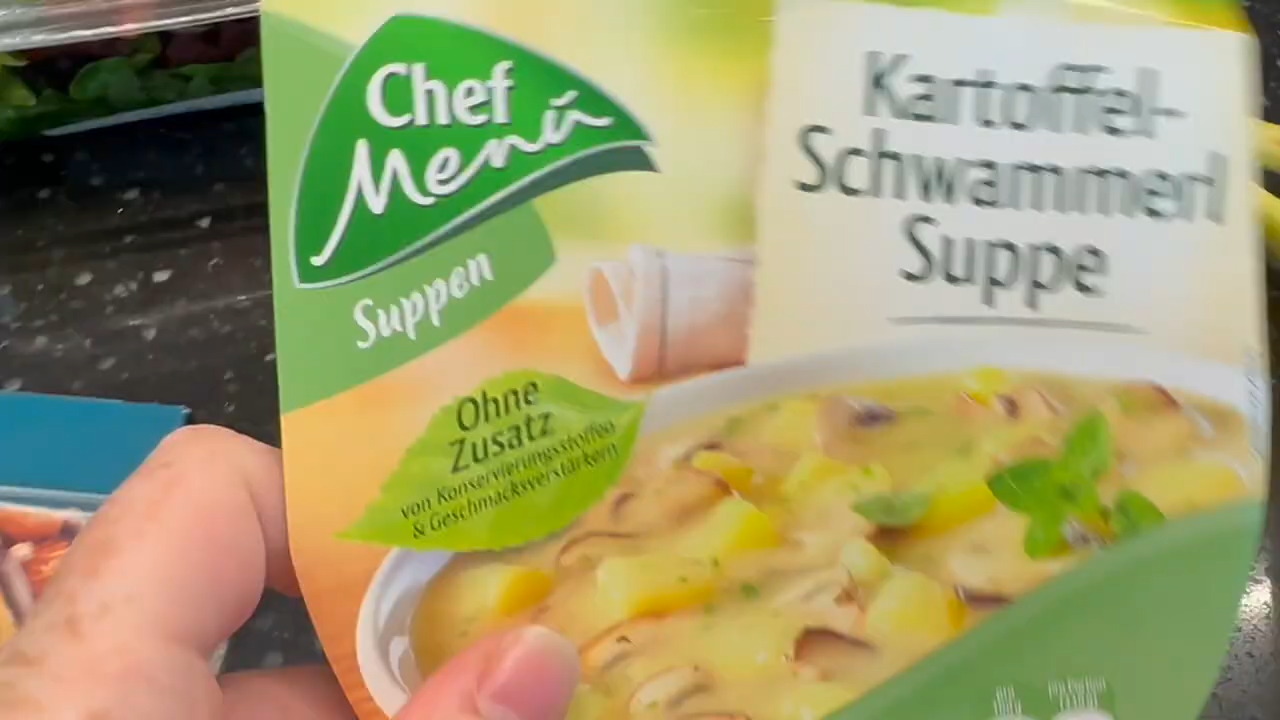 Chef
Menü
Suppen
Kartoffel-
Schwammerl
Suppe
Ohne
Zusatz
von Konservierungsstoffen
& Geschmacksverstärkern